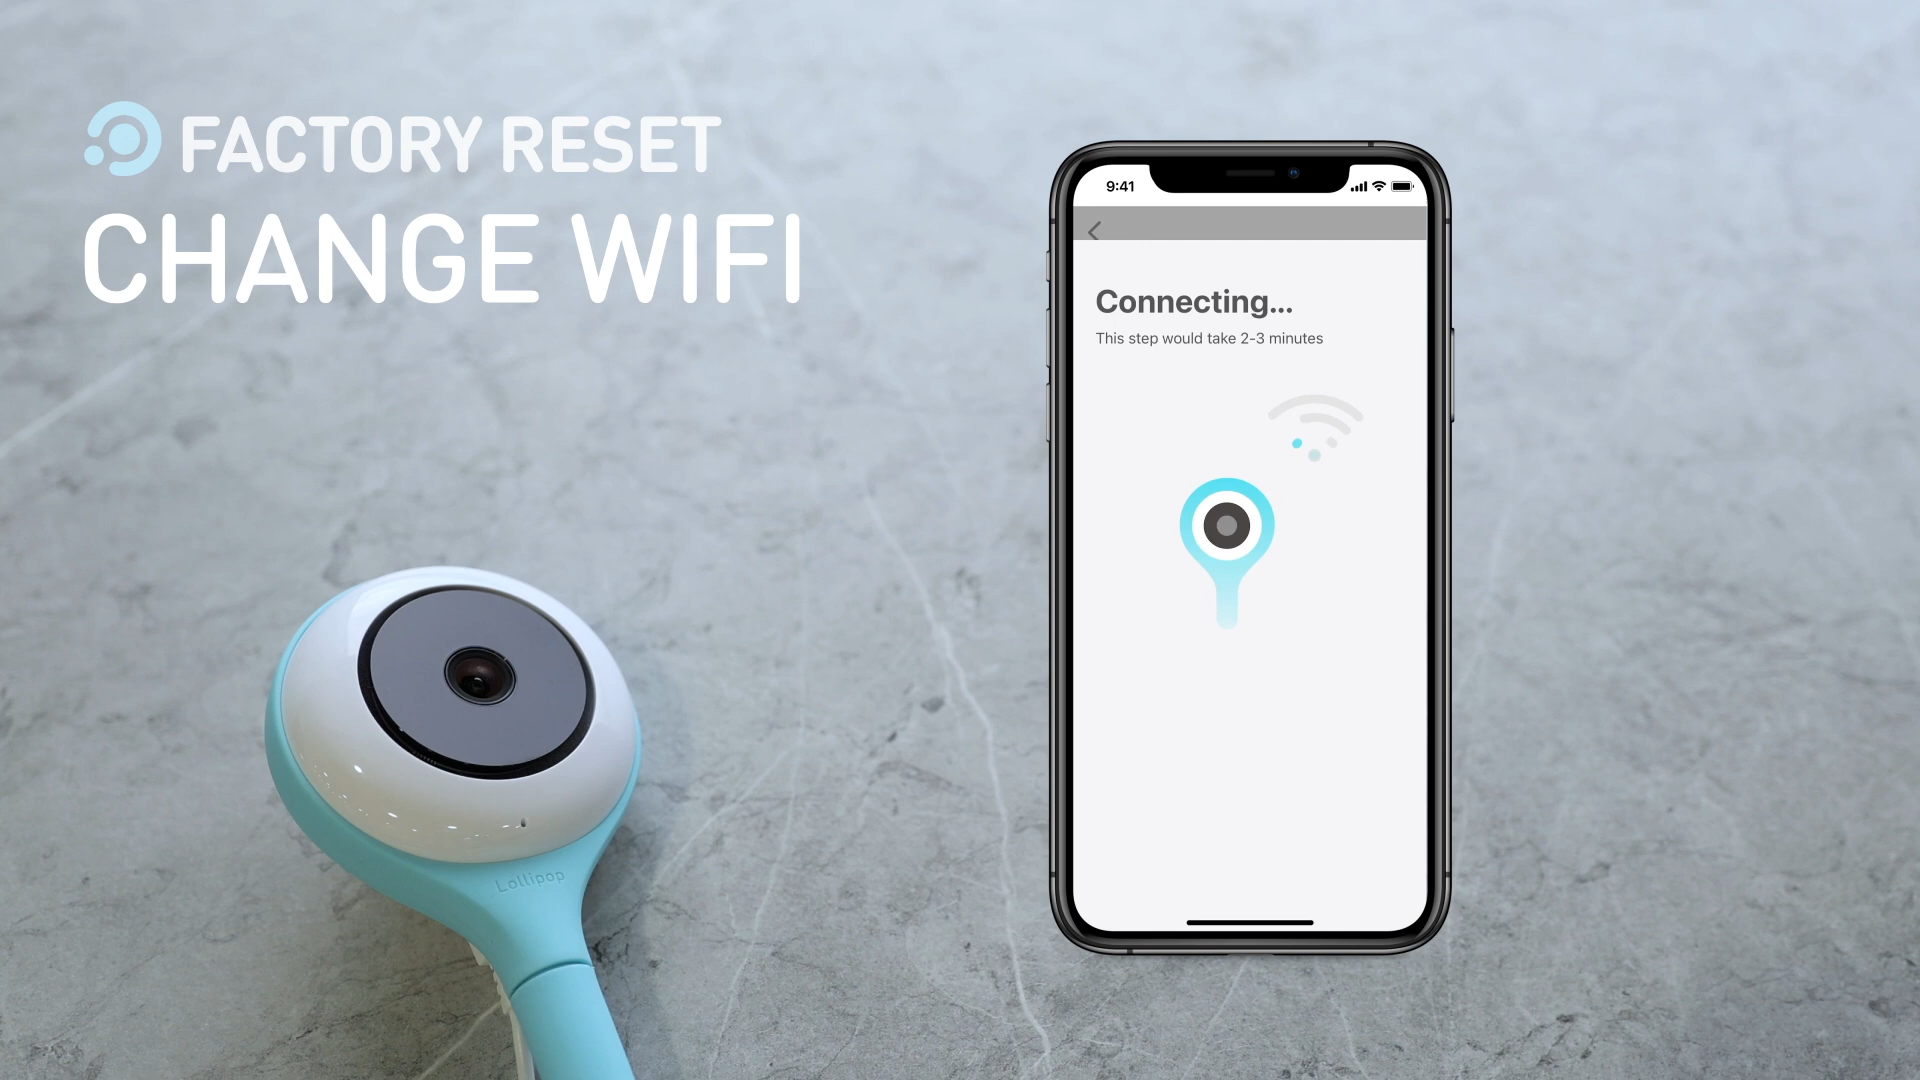 FACTORY RESET
CHANGE WIFI
9:41
Connecting...
This step would take 2-3 minutes
Lollipop